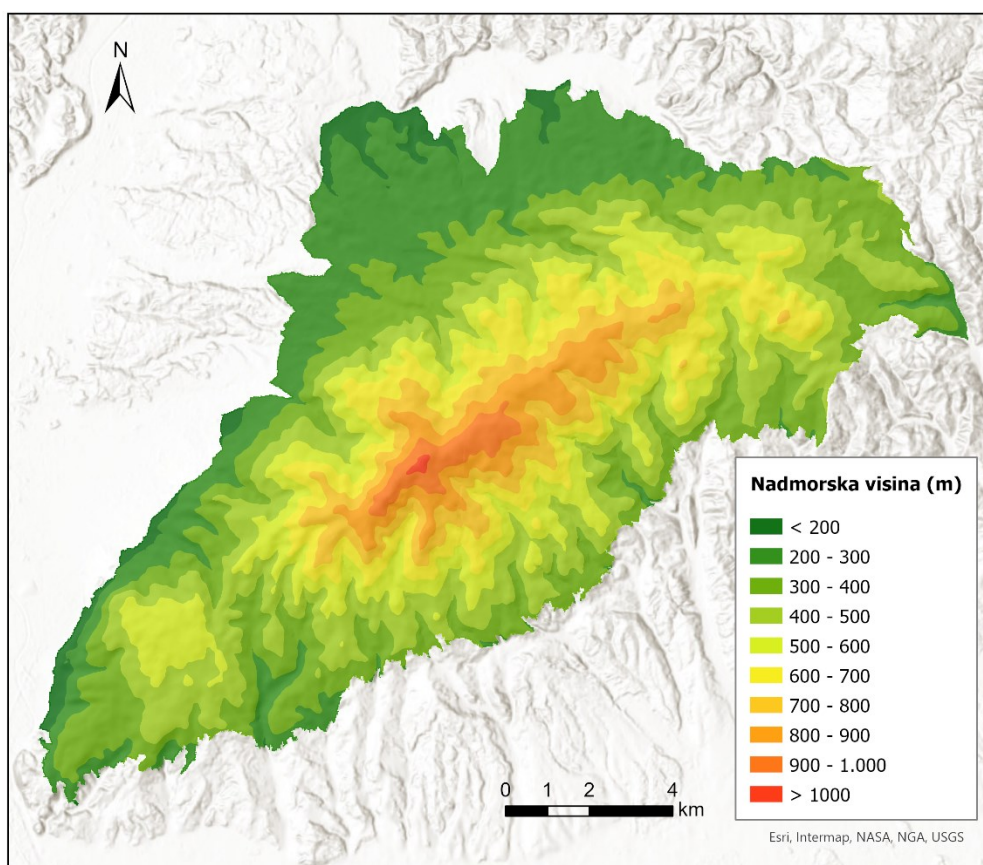 N
Nadmorska visina (m)
< 200
200 - 300
300 - 400
400 - 500
500 - 600
600 - 700
700 - 800
800 - 900
900 - 1.000
> 1000
0 1 2 4
km
Esri, Intermap, NASA, NGA, USGS